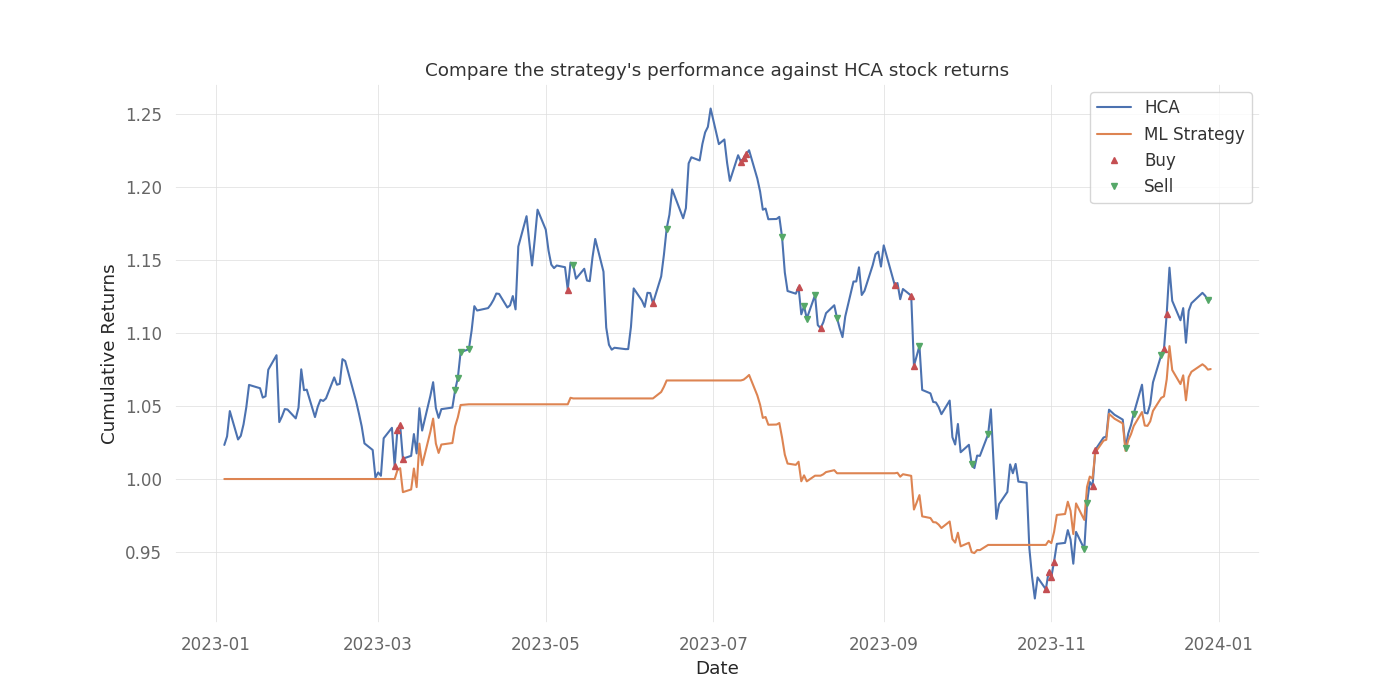 Compare the strategy's performance against HCA stock returns
HCA
ML Strategy
Buy
Sell
1.25
1.20
1.15
1.10
1.05
1.00
0.95
Cumulative Returns
2023-01 2023-03 2023-05 2023-07 2023-09 2023-11 2024-01
Date